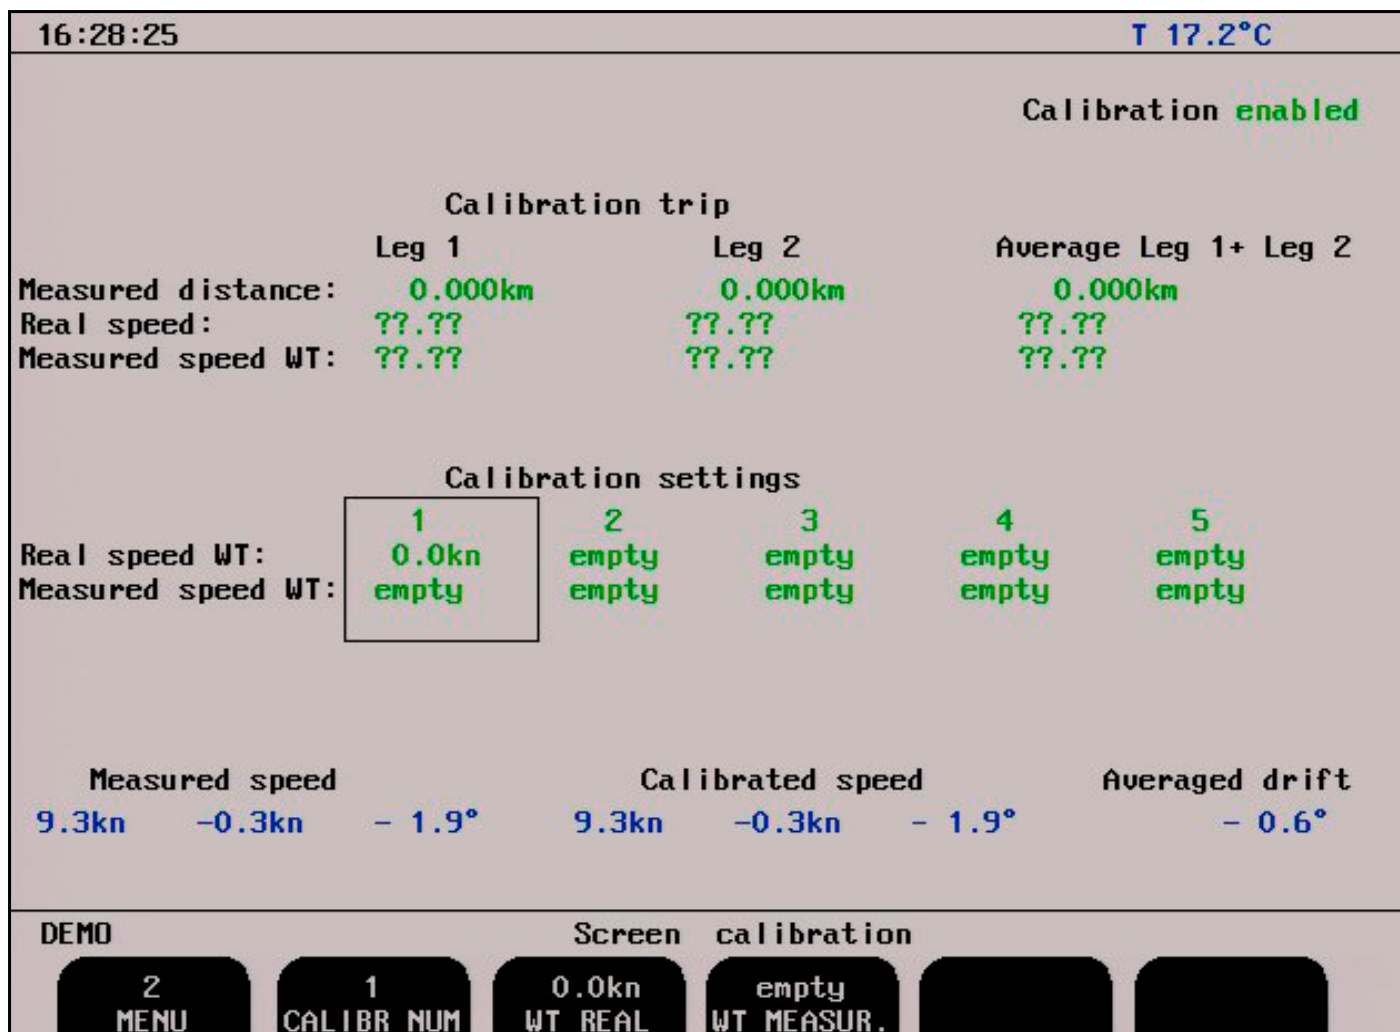 16:28:25 T 17.2°C
Calibration enabled
Calibration trip
Leg 1 Leg 2 Average Leg 1+ Leg 2
Measured distance: 0.000km 0.000km 0.000km
Real speed: ??.?? ??.?? ??.??
Measured speed WT: ??.?? ??.?? ??.??
Calibration settings
1 2 3 4 5
Real speed WT: 0.0kn empty empty empty empty
Measured speed WT: empty empty empty empty empty
Measured speed Calibrated speed Averaged drift
9.3kn -0.3kn - 1.9° 9.3kn -0.3kn - 1.9° - 0.6°
DEMO Screen calibration
2 1 0.0kn empty
MENU CALIBR NUM WT REAL WT MEASUR.